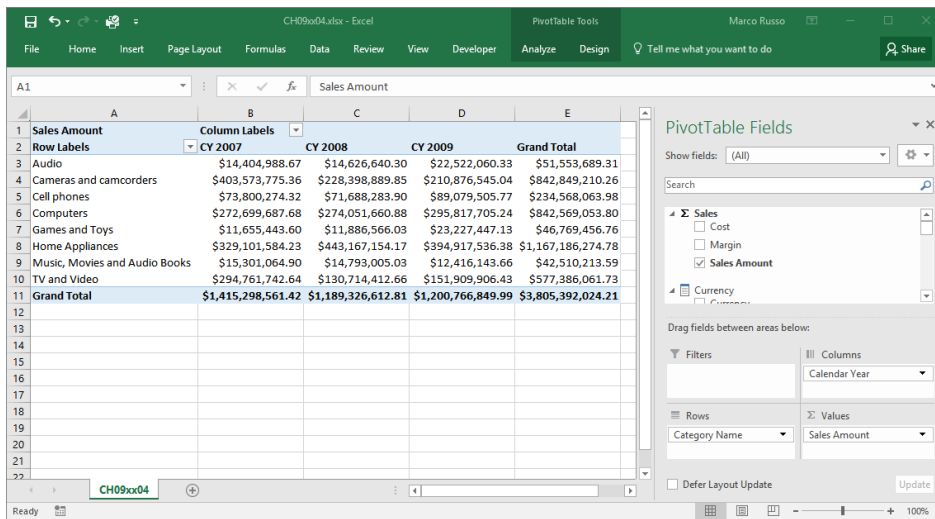 CH09xx04.xlsx - Excel
PivotTable Tools
Marco Russo
File Home Insert Page Layout Formulas Data Review View Developer Analyze Design Tell me what you want to do Share
A1 fx Sales Amount
A B C D E
1 Sales Amount Column Labels
2 Row Labels CY 2007 CY 2008 CY 2009 Grand Total
3 Audio $14,404,988.67 $14,626,640.30 $22,522,060.33 $51,553,689.31
4 Cameras and camcorders $403,573,775.36 $228,398,889.85 $210,876,545.04 $842,849,210.26
5 Cell phones $73,800,274.32 $71,688,283.90 $89,079,505.77 $234,568,063.98
6 Computers $272,699,687.68 $274,051,660.88 $295,817,705.24 $842,569,053.80
7 Games and Toys $11,655,443.60 $11,886,566.03 $23,227,447.13 $46,769,456.76
8 Home Appliances $329,101,584.23 $443,167,154.17 $394,917,536.38 $1,167,186,274.78
9 Music, Movies and Audio Books $15,301,064.90 $14,793,005.03 $12,416,143.66 $42,510,213.59
10 TV and Video $294,761,742.64 $130,714,412.66 $151,909,906.43 $577,386,061.73
11 Grand Total $1,415,298,561.42 $1,189,326,612.81 $1,200,766,849.99 $3,805,392,024.21
12
13
14
15
16
17
18
19
20
21
22
CH09xx04
Ready
100%
PivotTable Fields
Show fields: (All)
Search
Σ Sales
Cost
Margin
Sales Amount
Currency
Currency
Drag fields between areas below:
Filters Columns
Calendar Year
Rows Σ Values
Category Name Sales Amount
Defer Layout Update Update